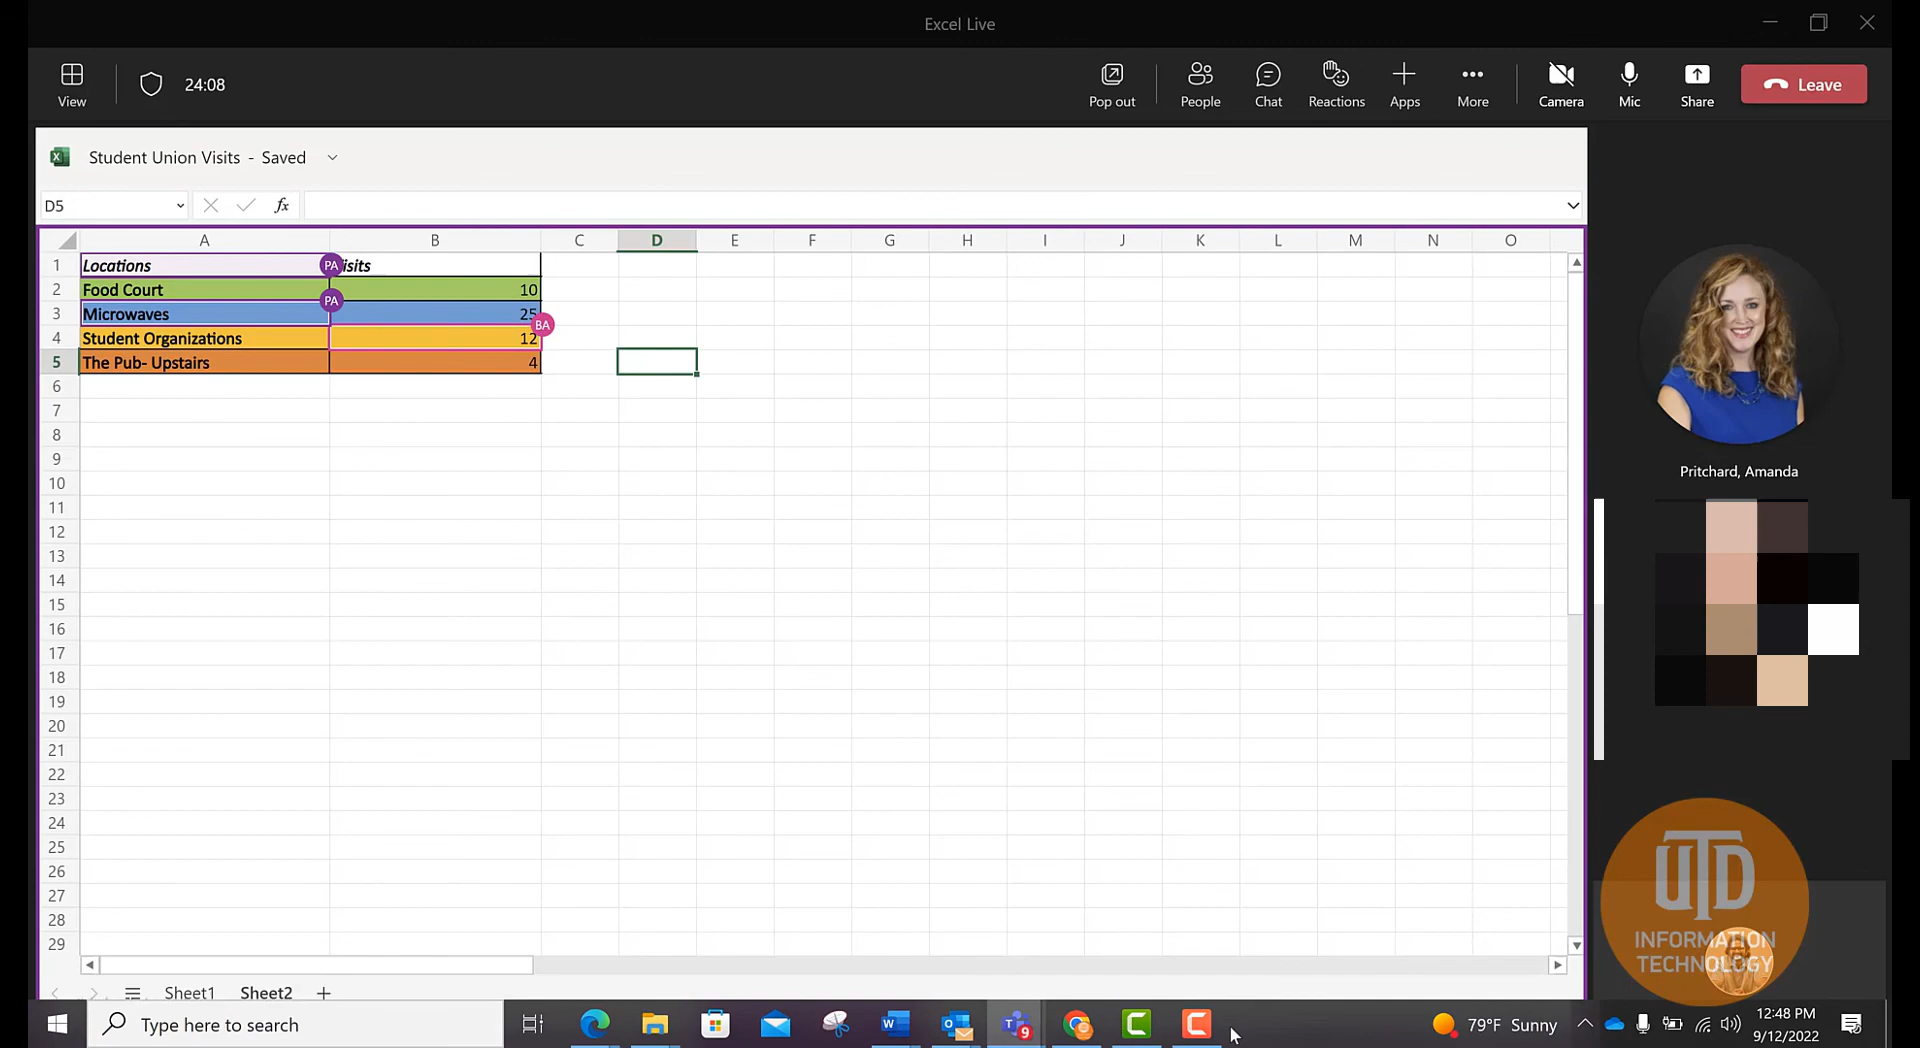 Excel Live
View
24:08
Pop out
People
Chat
Reactions
Apps
More
Camera
Mic
Share
Leave
Student Union Visits - Saved
D5
fx
A B C D E F G H I J K L M N O
1 Locations PA isits
2 Food Court 10
PA
3 Microwaves 25
BA
4 Student Organizations 12
5 The Pub- Upstairs 4
6
7
8
9
10
11
12
13
14
15
16
17
18
19
20
21
22
23
24
25
26
27
28
29
Pritchard, Amanda
UTD
INFORMATION
TECHNOLOGY
Sheet1 Sheet2 +
Type here to search
9
79°F Sunny
12:48 PM
9/12/2022